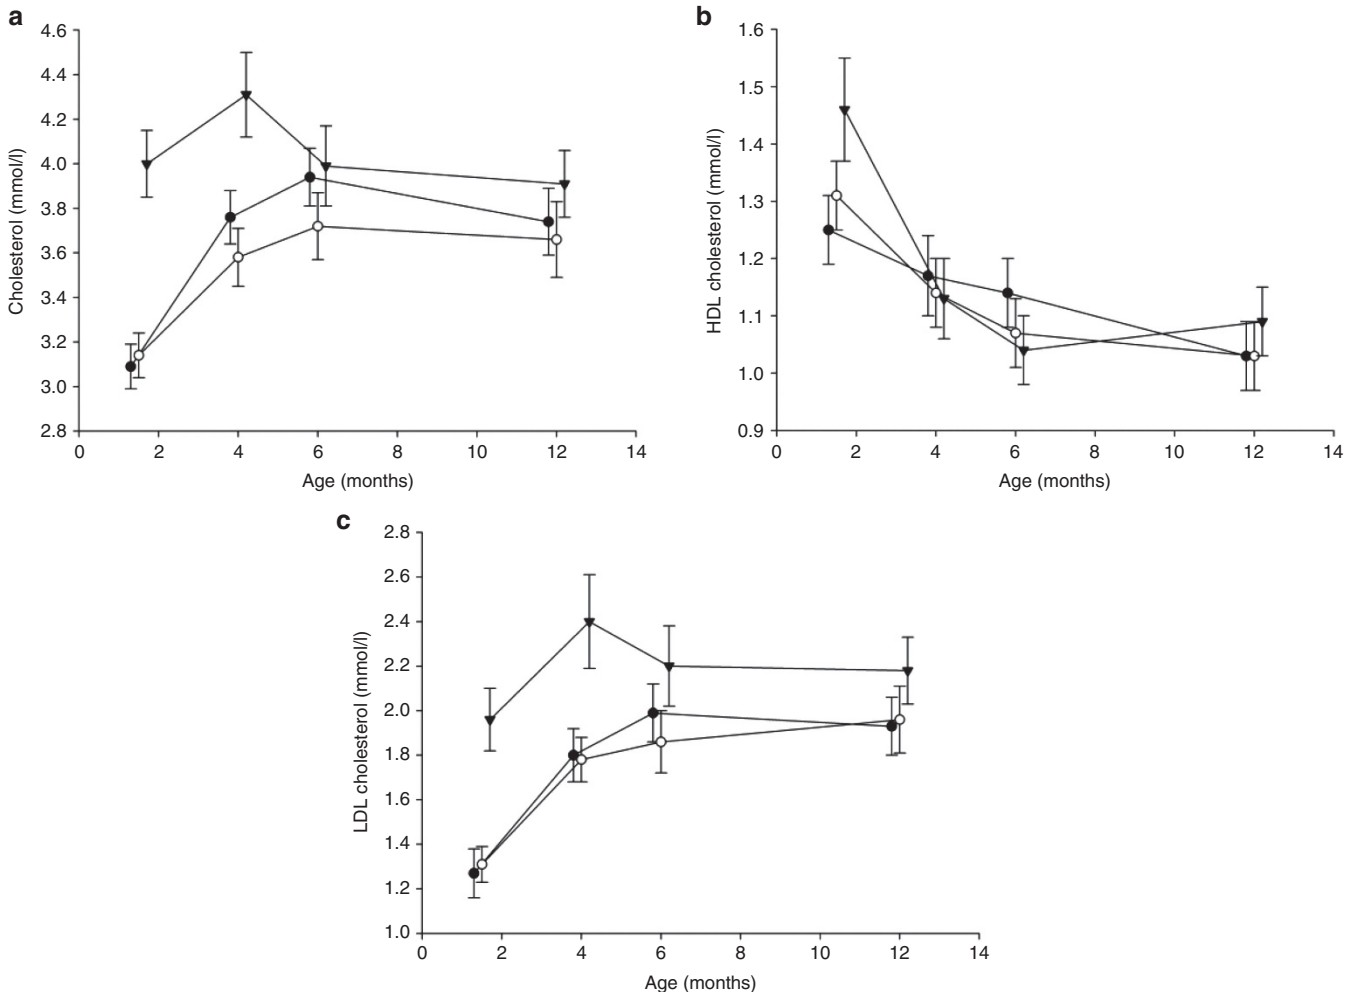 a
4.6
4.4
4.2
4.0
3.8
3.6
3.4
3.2
3.0
2.8
Cholesterol (mmol/l)
0 2 4 6 8 10 12 14
Age (months)
b
1.6
1.5
1.4
1.3
1.2
1.1
1.0
0.9
HDL cholesterol (mmol/l)
0 2 4 6 8 10 12 14
Age (months)
c
2.8
2.6
2.4
2.2
2.0
1.8
1.6
1.4
1.2
1.0
LDL cholesterol (mmol/l)
0 2 4 6 8 10 12 14
Age (months)